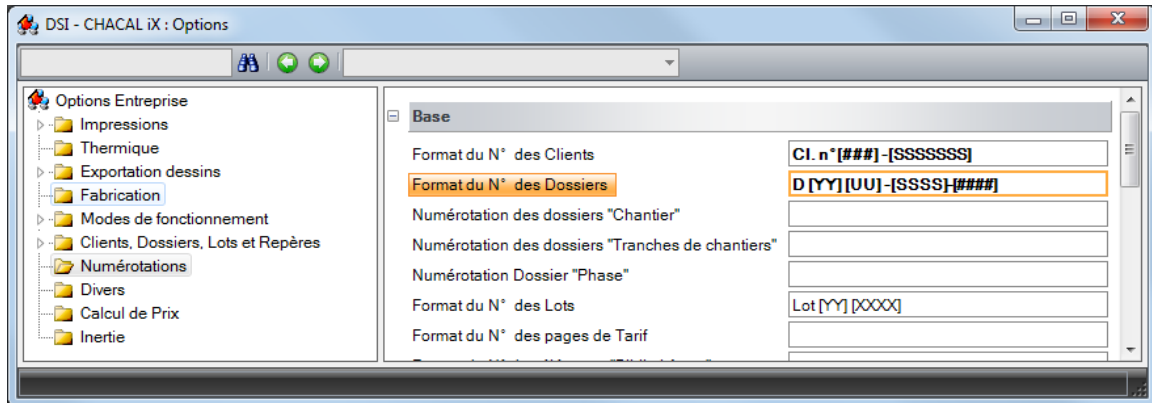 DSI - CHACAL iX : Options
Options Entreprise
Impressions
Thermique
Exportation dessins
Fabrication
Modes de fonctionnement
Clients, Dossiers, Lots et Repères
Numérotations
Divers
Calcul de Prix
Inertie
Base
Format du N° des Clients Cl. n°[###] -[SSSSSSS]
Format du N° des Dossiers D [YY] [UU] -[SSSS]-[####]
Numérotation des dossiers "Chantier"
Numérotation des dossiers "Tranches de chantiers"
Numérotation Dossier "Phase"
Format du N° des Lots Lot [YY] [XXXX]
Format du N° des pages de Tarif